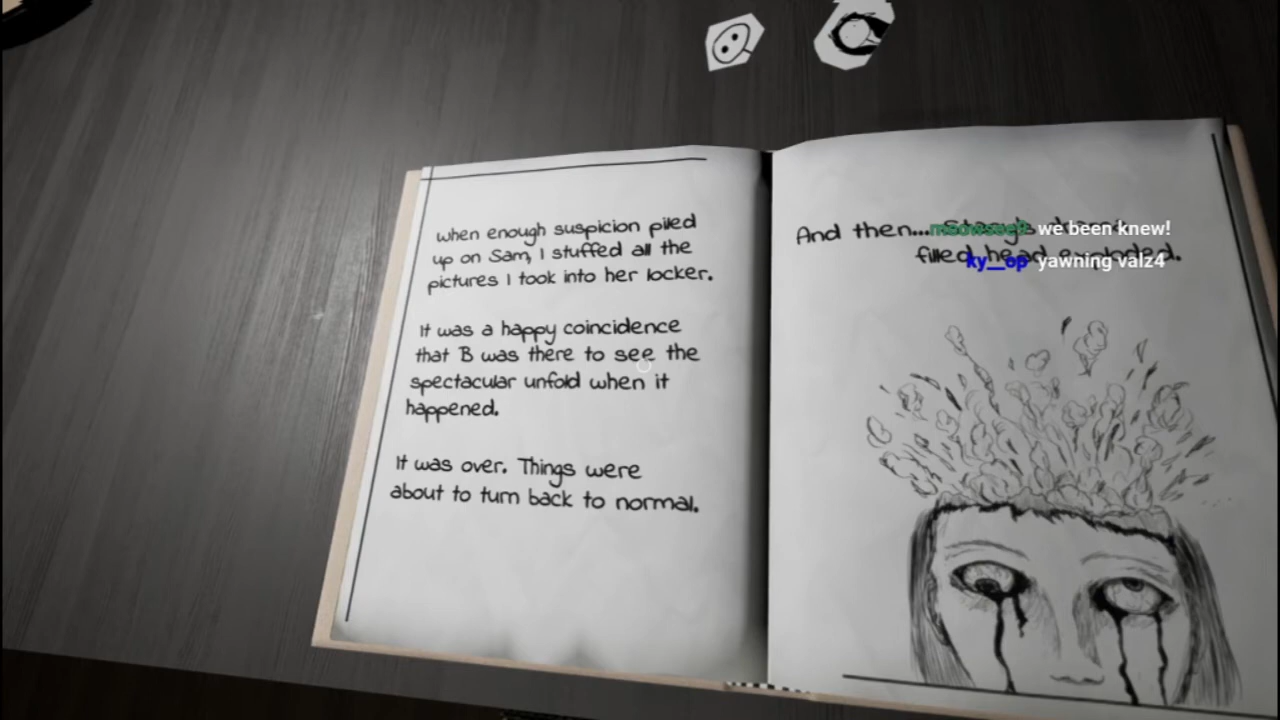 when enough suspicion piled
up on Sam, I stuffed all the
pictures I took into her locker.
It was a happy coincidence
that B was there to see the
spectacular unfold when it
happened.
It was over. Things were
about to turn back to normal.
And then...
filled head exploded.
we been knew!
ky__op yawning valz4